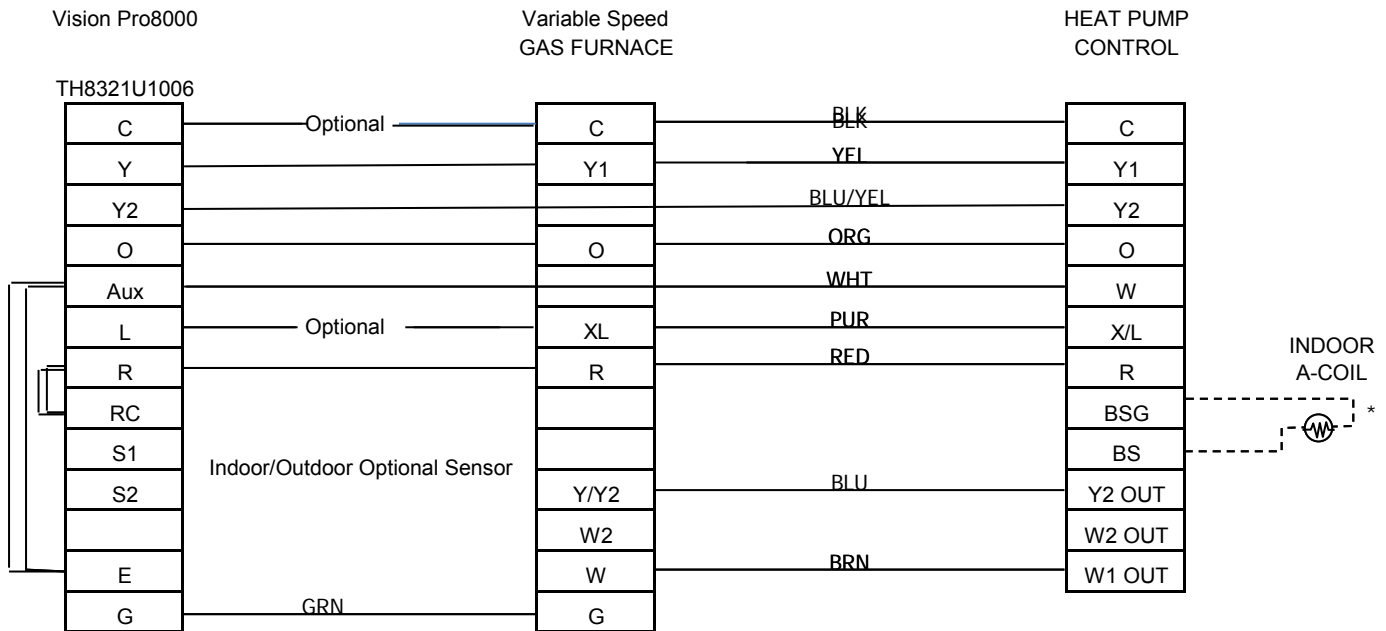 Vision Pro8000
Variable Speed
GAS FURNACE
HEAT PUMP
CONTROL
TH8321U1006
C
Optional
C
BLK
BLK
C
Y
Y1
YEL
Y1
Y2
BLU/YEL
Y2
O
O
ORG
O
Aux
WHT
W
L
Optional
XL
PUR
X/L
R
R
RED
R
INDOOR
A-COIL
RC
BSG
*
S1
BS
Indoor/Outdoor Optional Sensor
S2
Y/Y2
BLU
Y2 OUT
W2
W2 OUT
E
W
BRN
W1 OUT
G
GRN
G